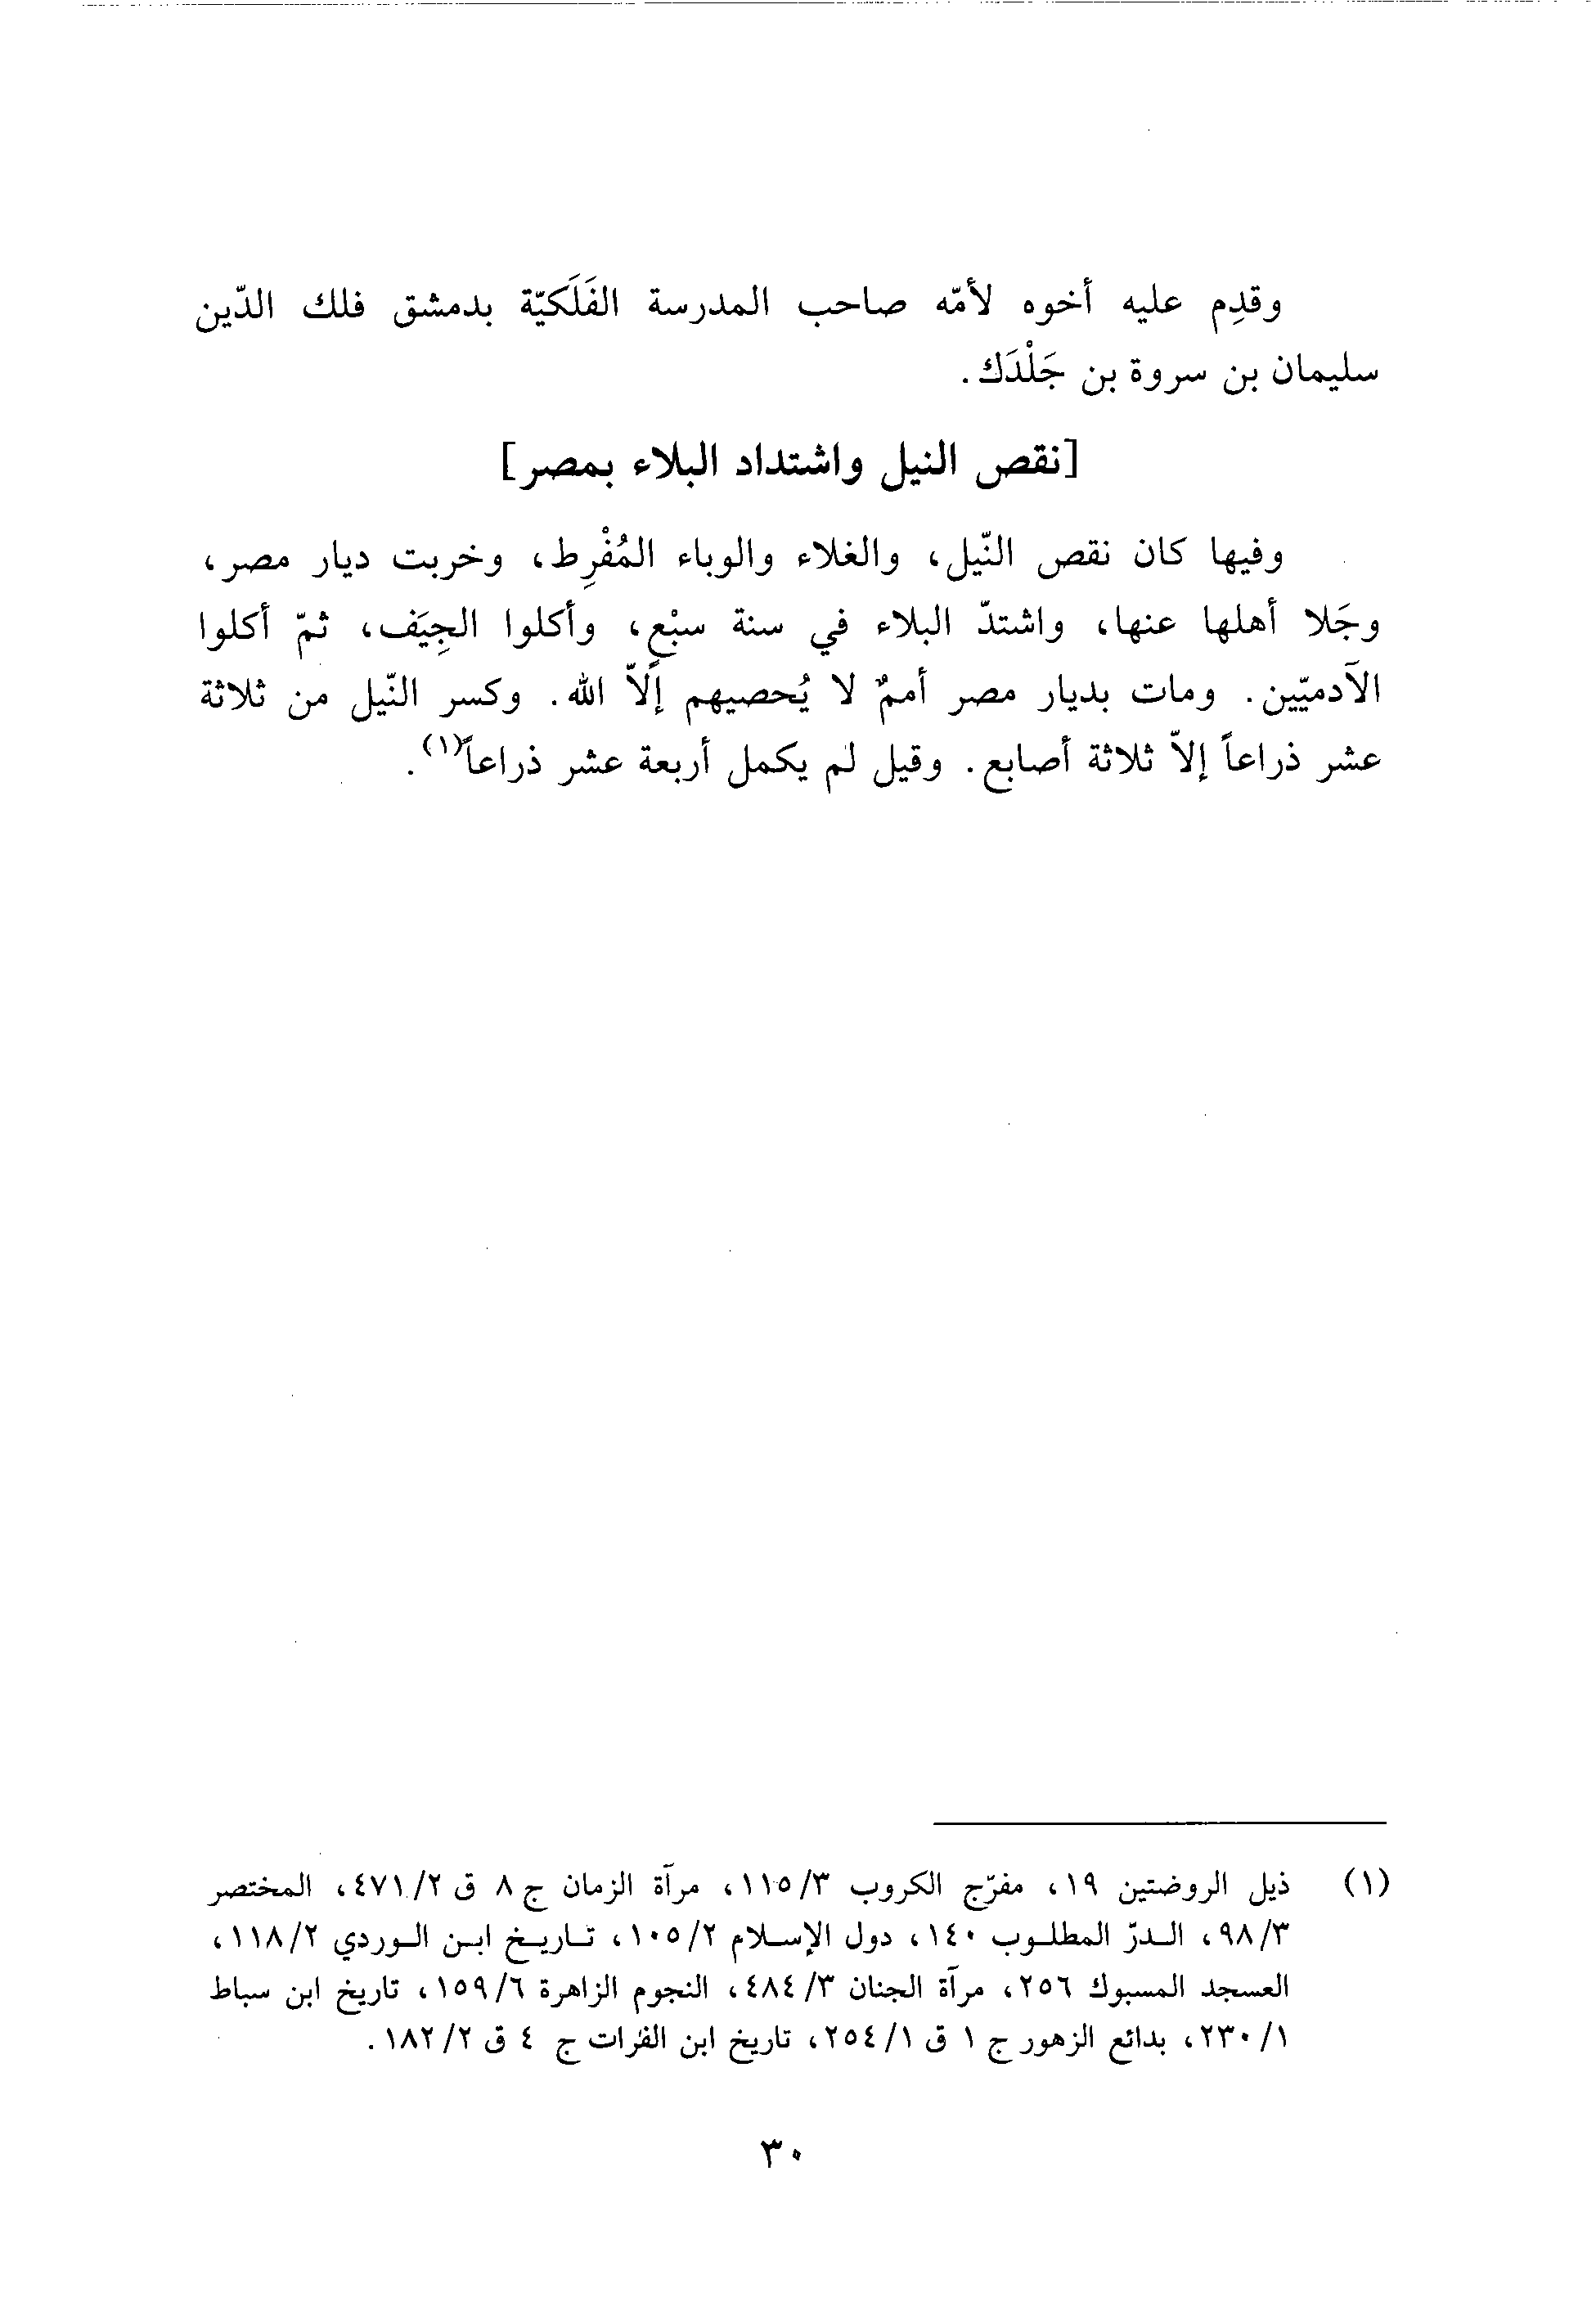 وقدِم عليه أخوه لأمّه صاحب المدرسة الفَلَكيّة بدمشق فلك الدّين
سليمان بن سروة بن جَلْدَك.
[نقص النيل واشتداد البلاء بمصر]
وفيها كان نقص النّيل، والغلاء والوباء المُفْرِط، وخربت ديار مصر،
وجَلا أهلها عنها، واشتدّ البلاء في سنة سبْعٍ، وأكلوا الجِيَف، ثمّ أكلوا
الآدميّين. ومات بديار مصر أممٌ لا يُحصيهم إلاّ الله. وكسر النّيل من ثلاثة
عشر ذراعاً إلاّ ثلاثة أصابع. وقيل لم يكمل أربعة عشر ذراعاً(١).
(١) ذيل الروضتين ١٩، مفرّج الكروب ٣/١١٥، مرآة الزمان ج ٨ ق ٢/٤٧١، المختصر
٣/٩٨، الدرّ المطلوب ١٤٠، دول الإسلام ٢/١٠٥، تاريخ ابن الوردي ٢/١١٨،
العسجد المسبوك ٢٥٦، مرآة الجنان ٣/٤٨٤، النجوم الزاهرة ٦/١٥٩، تاريخ ابن سباط
١/٢٣٠، بدائع الزهور ج ١ ق ١/٢٥٤، تاريخ ابن الفرات ج ٤ ق ٢/١٨٢.
٣٠